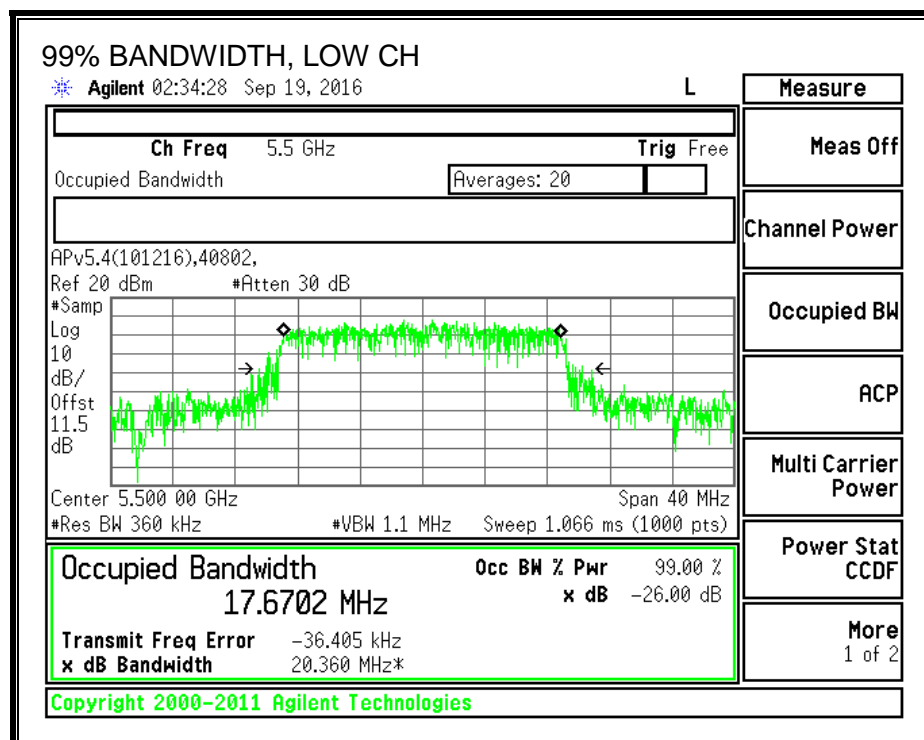 99% BANDWIDTH, LOW CH
Agilent 02:34:28 Sep 19, 2016 L
Measure
Ch Freq 5.5 GHz Trig Free
Meas Off
Occupied Bandwidth Averages: 20
Channel Power
APv5.4(101216),40802,
Ref 20 dBm #Atten 30 dB
#Samp
Log
10
dB/
Offst
11.5
dB
Occupied BW
ACP
Multi Carrier
Power
Center 5.500 00 GHz Span 40 MHz
#Res BW 360 kHz #VBW 1.1 MHz Sweep 1.066 ms (1000 pts)
Power Stat
CCDF
Occupied Bandwidth Occ BW % Pwr 99.00 %
17.6702 MHz x dB -26.00 dB
Transmit Freq Error -36.405 kHz
x dB Bandwidth 20.360 MHz*
More
1 of 2
Copyright 2000-2011 Agilent Technologies